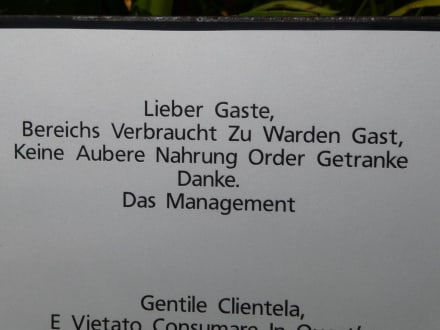 Lieber Gaste,
Bereichs Verbraucht Zu Warden Gast,
Keine Aubere Nahrung Order Getranke
Danke.
Das Management
Gentile Clientela,
E Vietato Consumare In